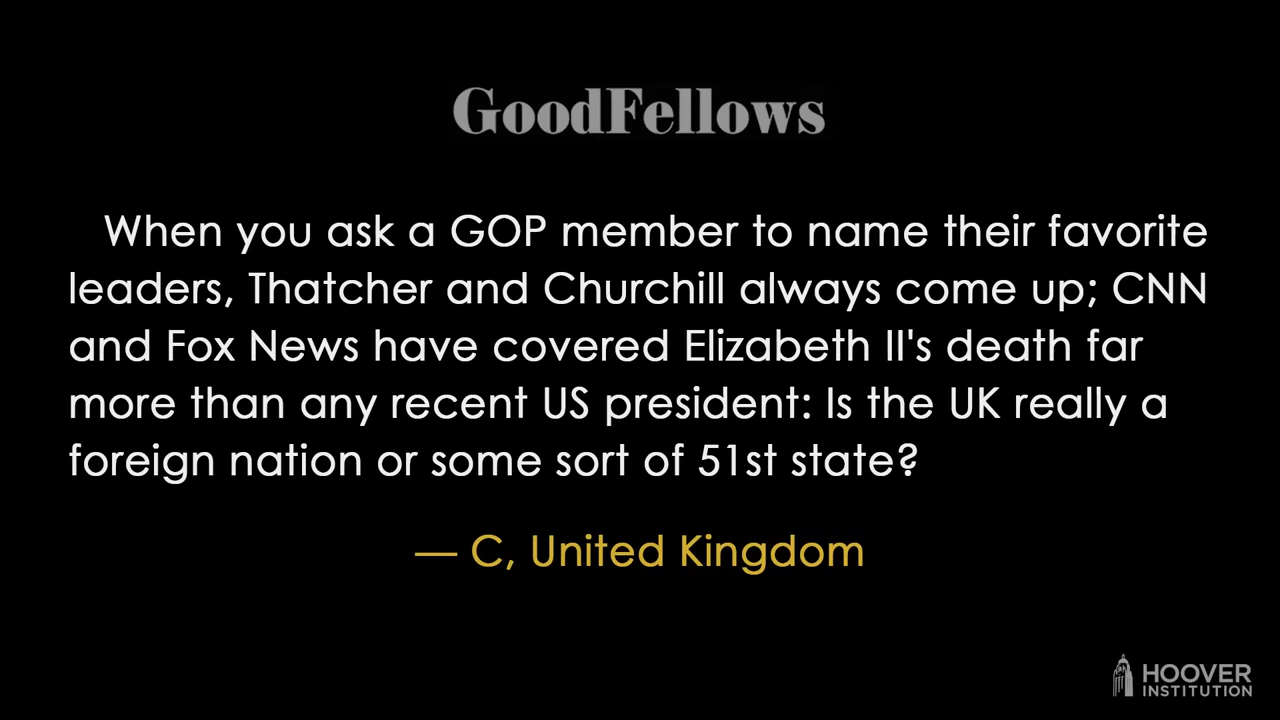 GoodFellows
When you ask a GOP member to name their favorite
leaders, Thatcher and Churchill always come up; CNN
and Fox News have covered Elizabeth II's death far
more than any recent US president: Is the UK really a
foreign nation or some sort of 51st state?
— C, United Kingdom
HOOVER
INSTITUTION